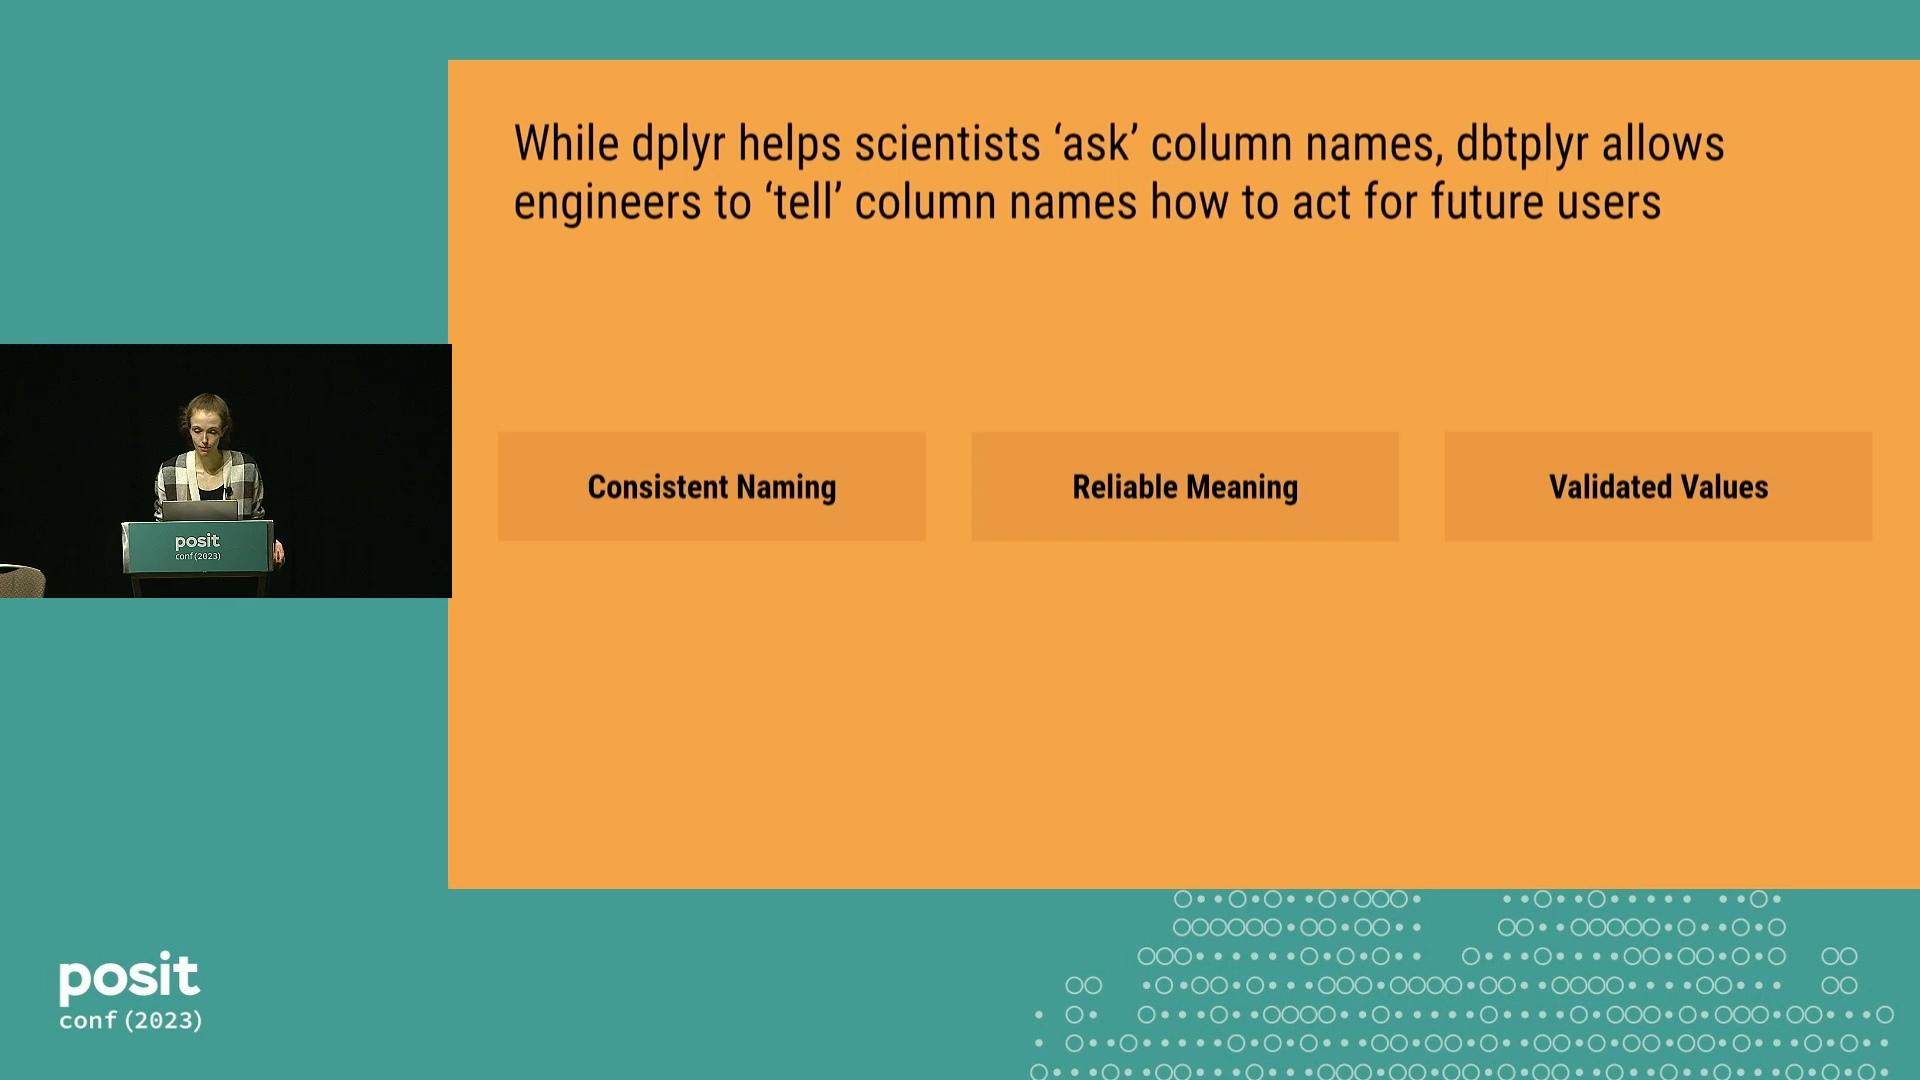 While dplyr helps scientists ‘ask’ column names, dbtplyr allows
engineers to ‘tell’ column names how to act for future users
Consistent Naming
Reliable Meaning
Validated Values
posit
conf(2023)
posit
conf(2023)